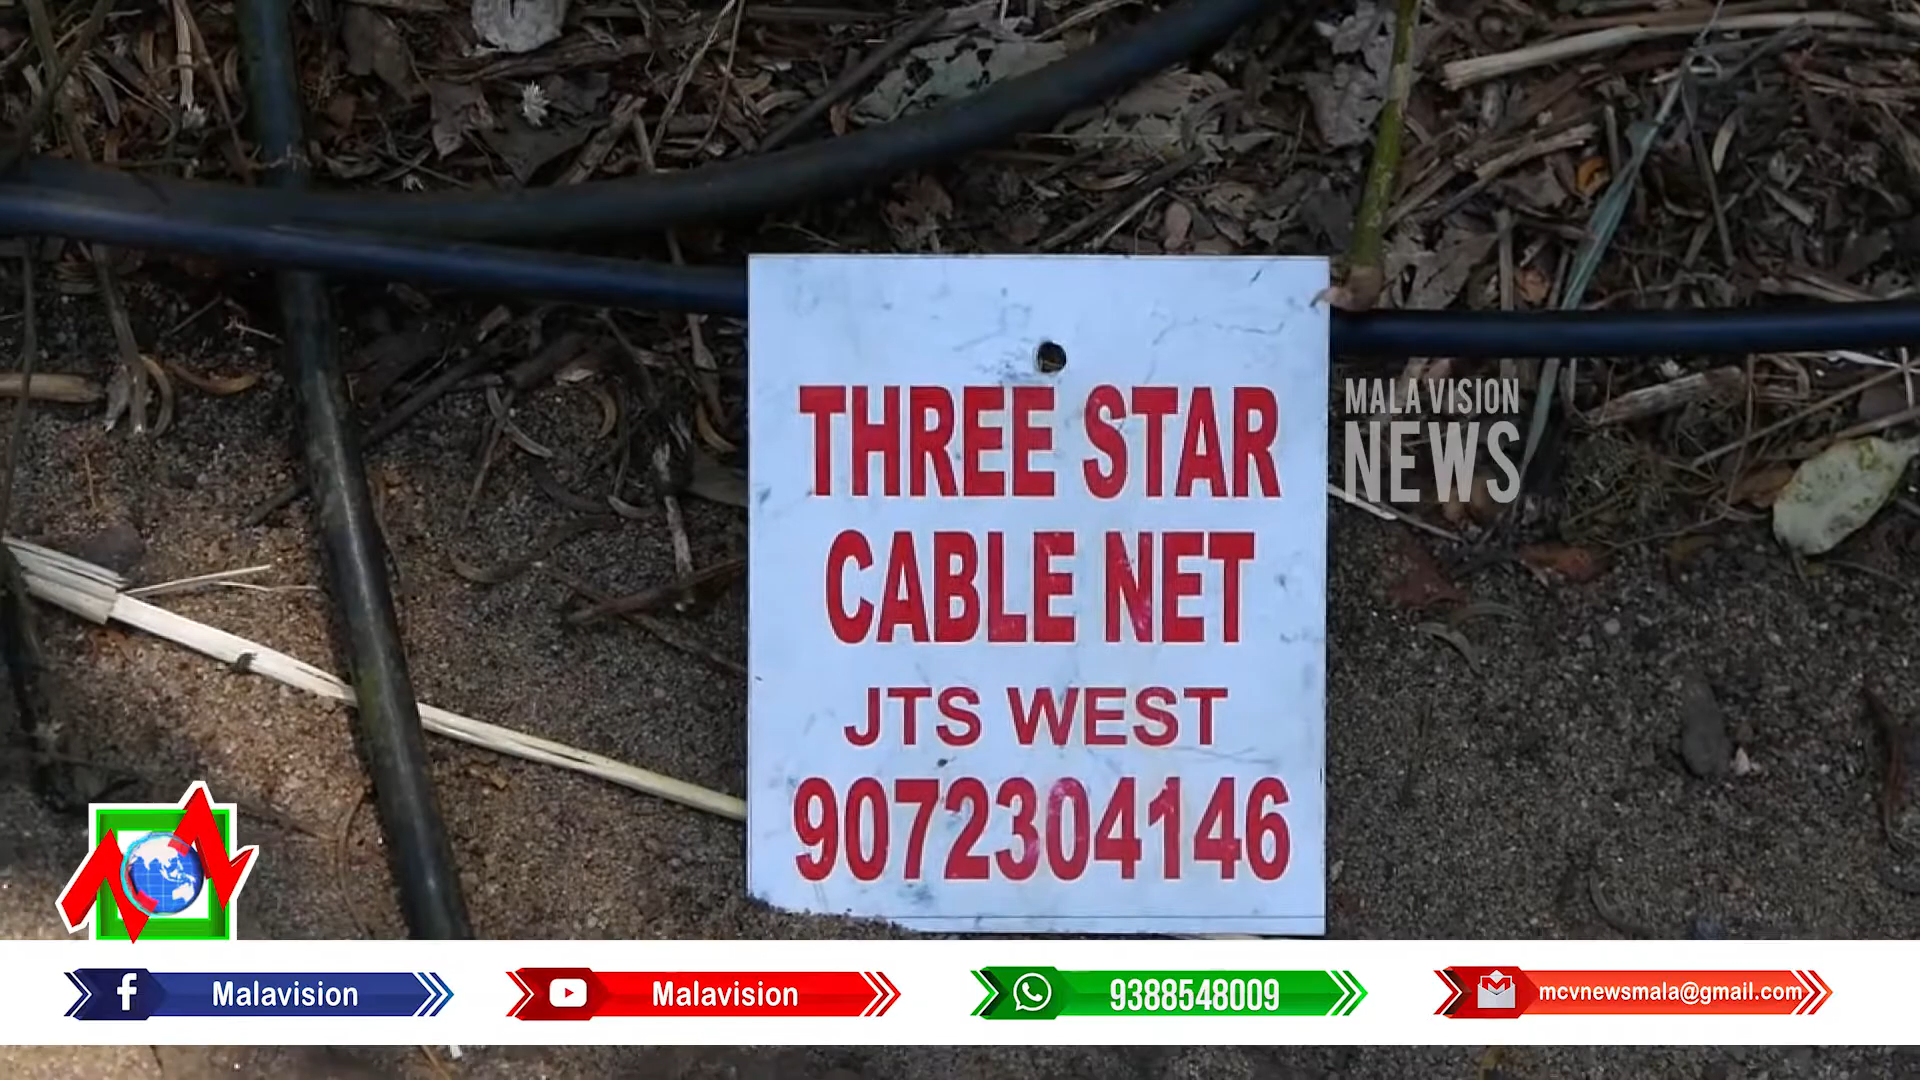 THREE STAR
CABLE NET
JTS WEST
9072304146
MALA VISION
NEWS
Malavision
Malavision
9388548009
mcvnewsmala@gmail.com